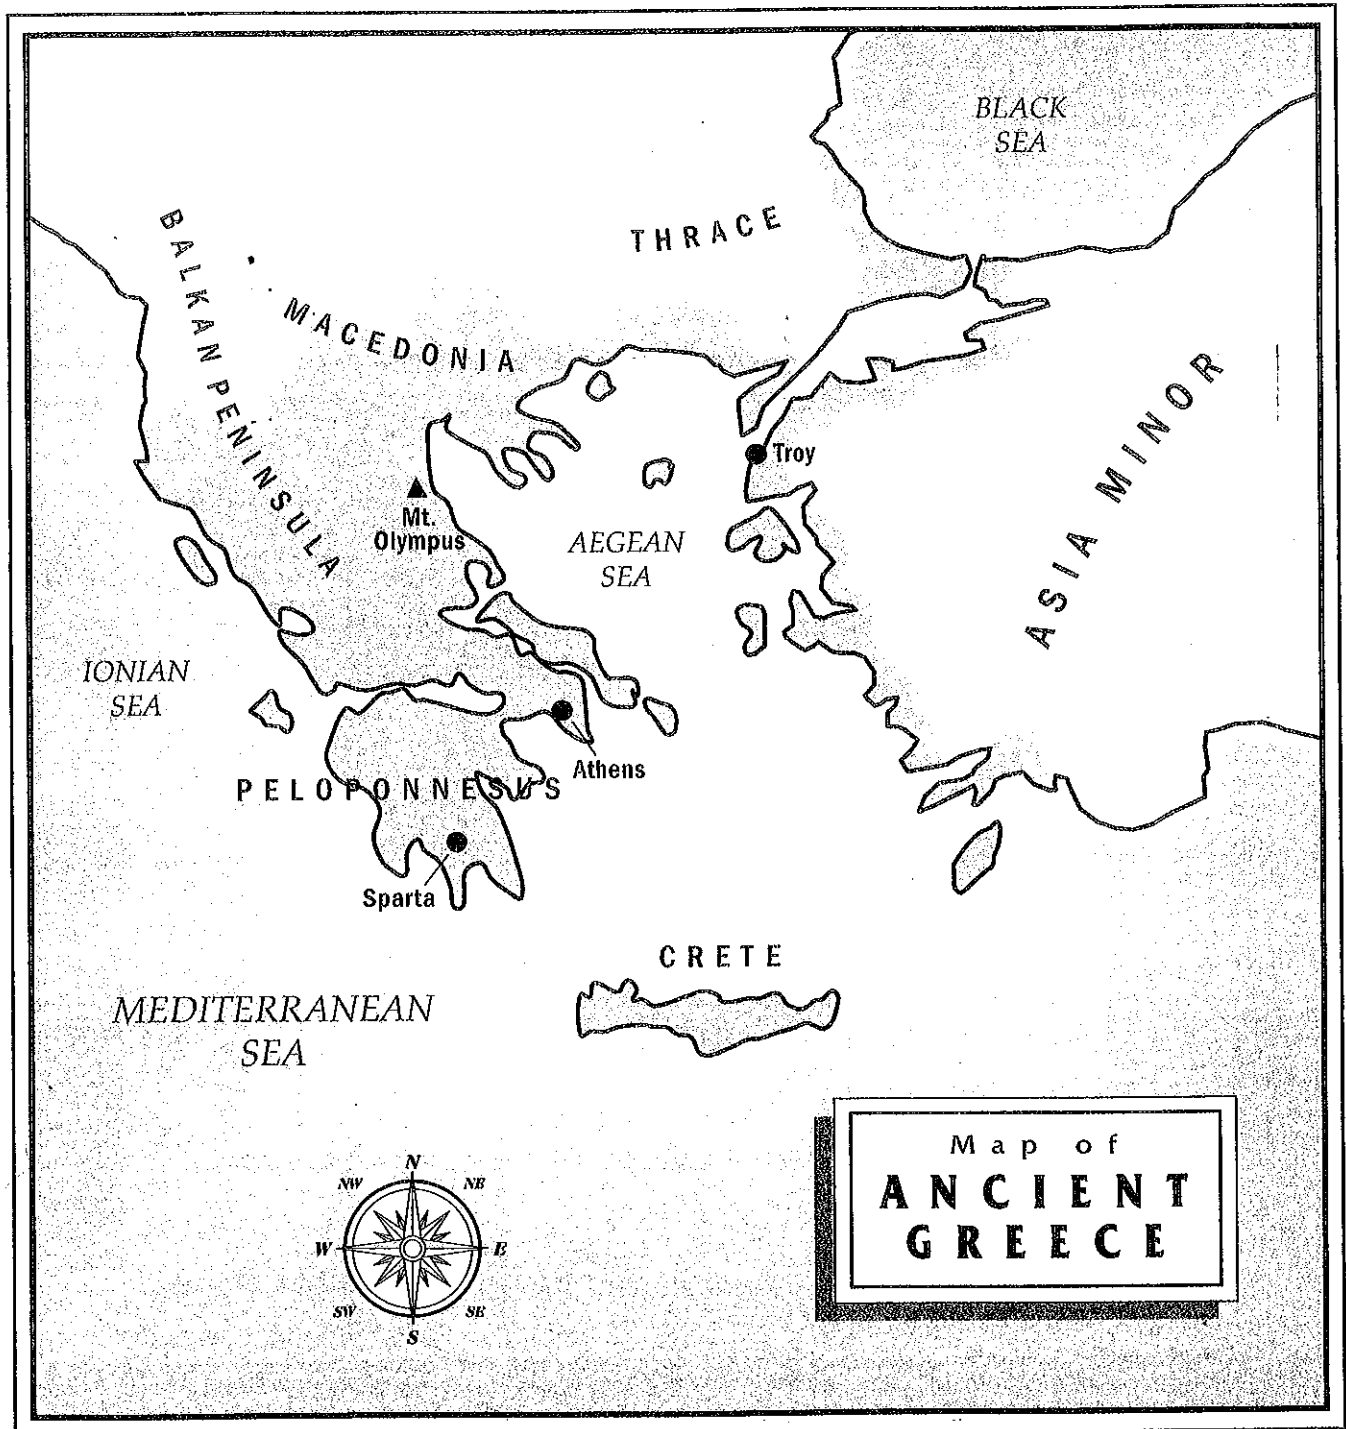 BLACK
SEA
THRACE
BALKAN PENINSULA
MACEDONIA
ASIA MINOR
Troy
Mt.
Olympus
AEGEAN
SEA
IONIAN
SEA
Athens
PELOPONNESUS
Sparta
CRETE
MEDITERRANEAN
SEA
N
NW
NE
W
E
SW
SE
S
Map of
ANCIENT
GREECE